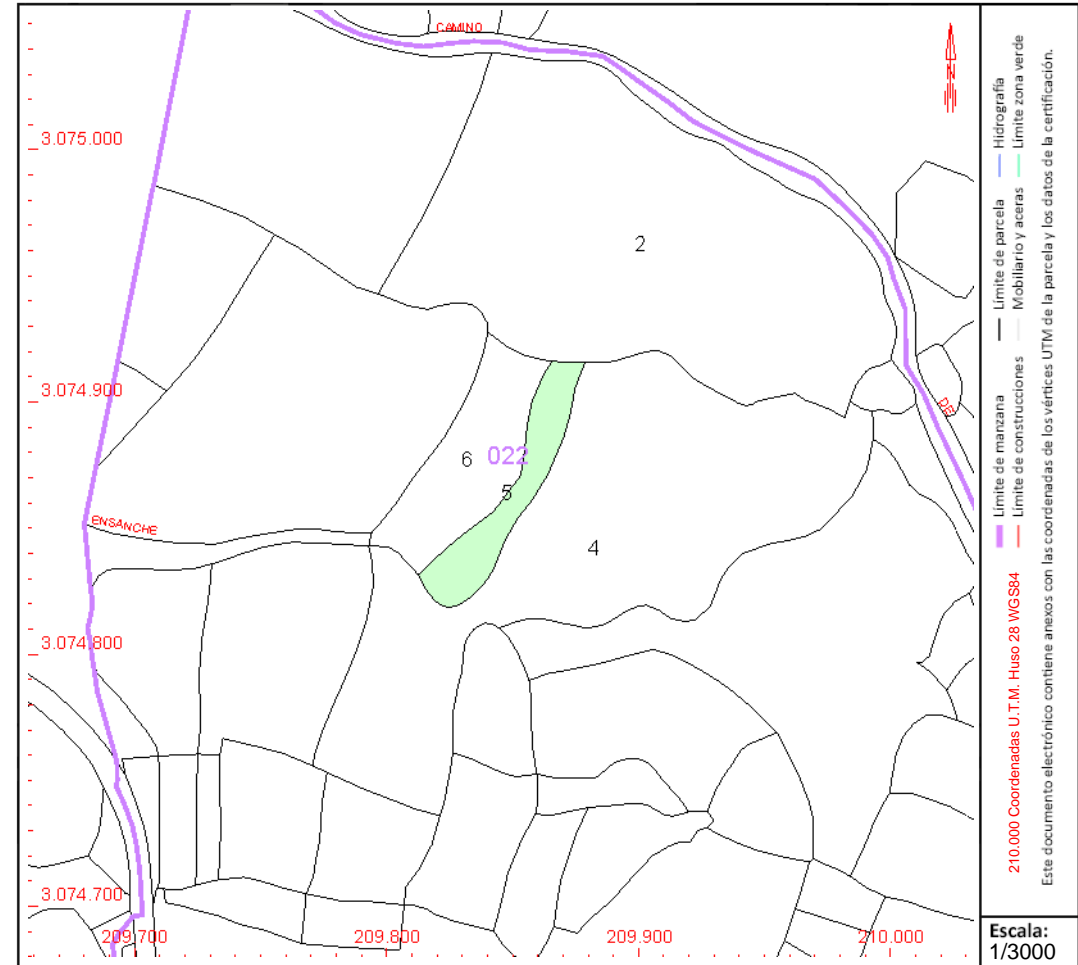 CAMINO
N
3.075.000
2
3.074.900
DE
022
6
5
ENSANCHE
4
3.074.800
3.074.700
209.700
209.800
209.900
210.000
210.000 Coordenadas U.T.M. Huso 28 WGS84
Límite de manzana
Límite de parcela
Hidrografía
Límite de construcciones
Mobiliario y aceras
Límite zona verde
Este documento electrónico contiene anexos con las coordenadas de los vértices UTM de la parcela y los datos de la certificación.
Escala:
1/3000